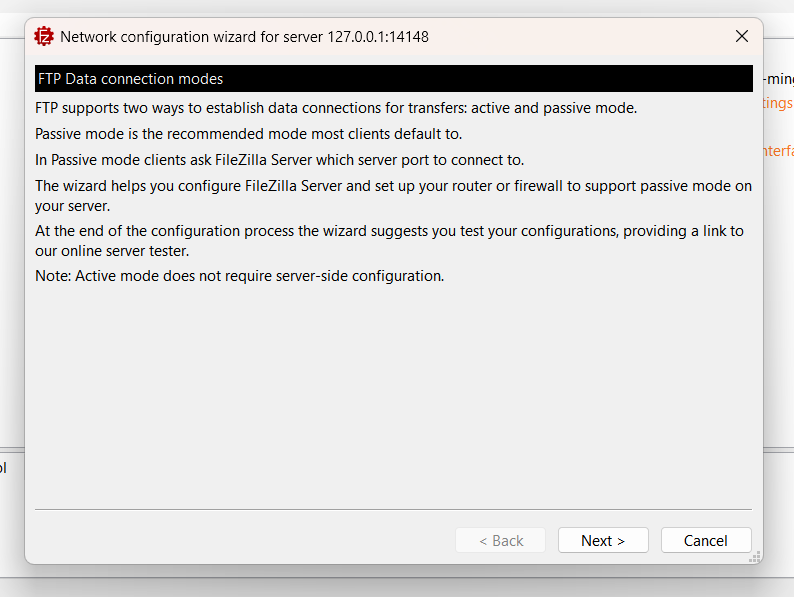 Network configuration wizard for server 127.0.0.1:14148
FTP Data connection modes
FTP supports two ways to establish data connections for transfers: active and passive mode.
Passive mode is the recommended mode most clients default to.
In Passive mode clients ask FileZilla Server which server port to connect to.
The wizard helps you configure FileZilla Server and set up your router or firewall to support passive mode on
your server.
At the end of the configuration process the wizard suggests you test your configurations, providing a link to
our online server tester.
Note: Active mode does not require server-side configuration.
< Back
Next >
Cancel